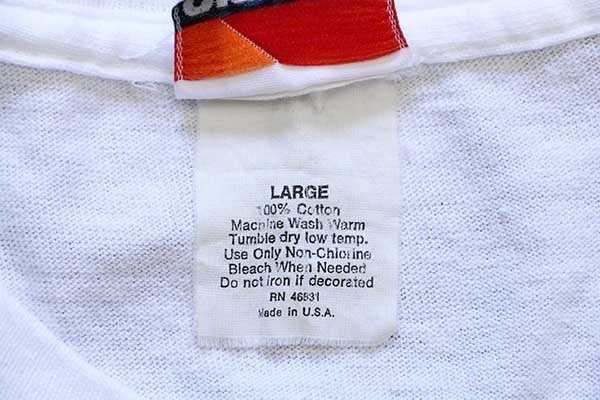 LARGE
100% Cotton
Machine Wash Warm
Tumble dry low temp.
Use Only Non-Chlorine
Bleach When Needed
Do not iron if decorated
RN 46931
Made in U.S.A.